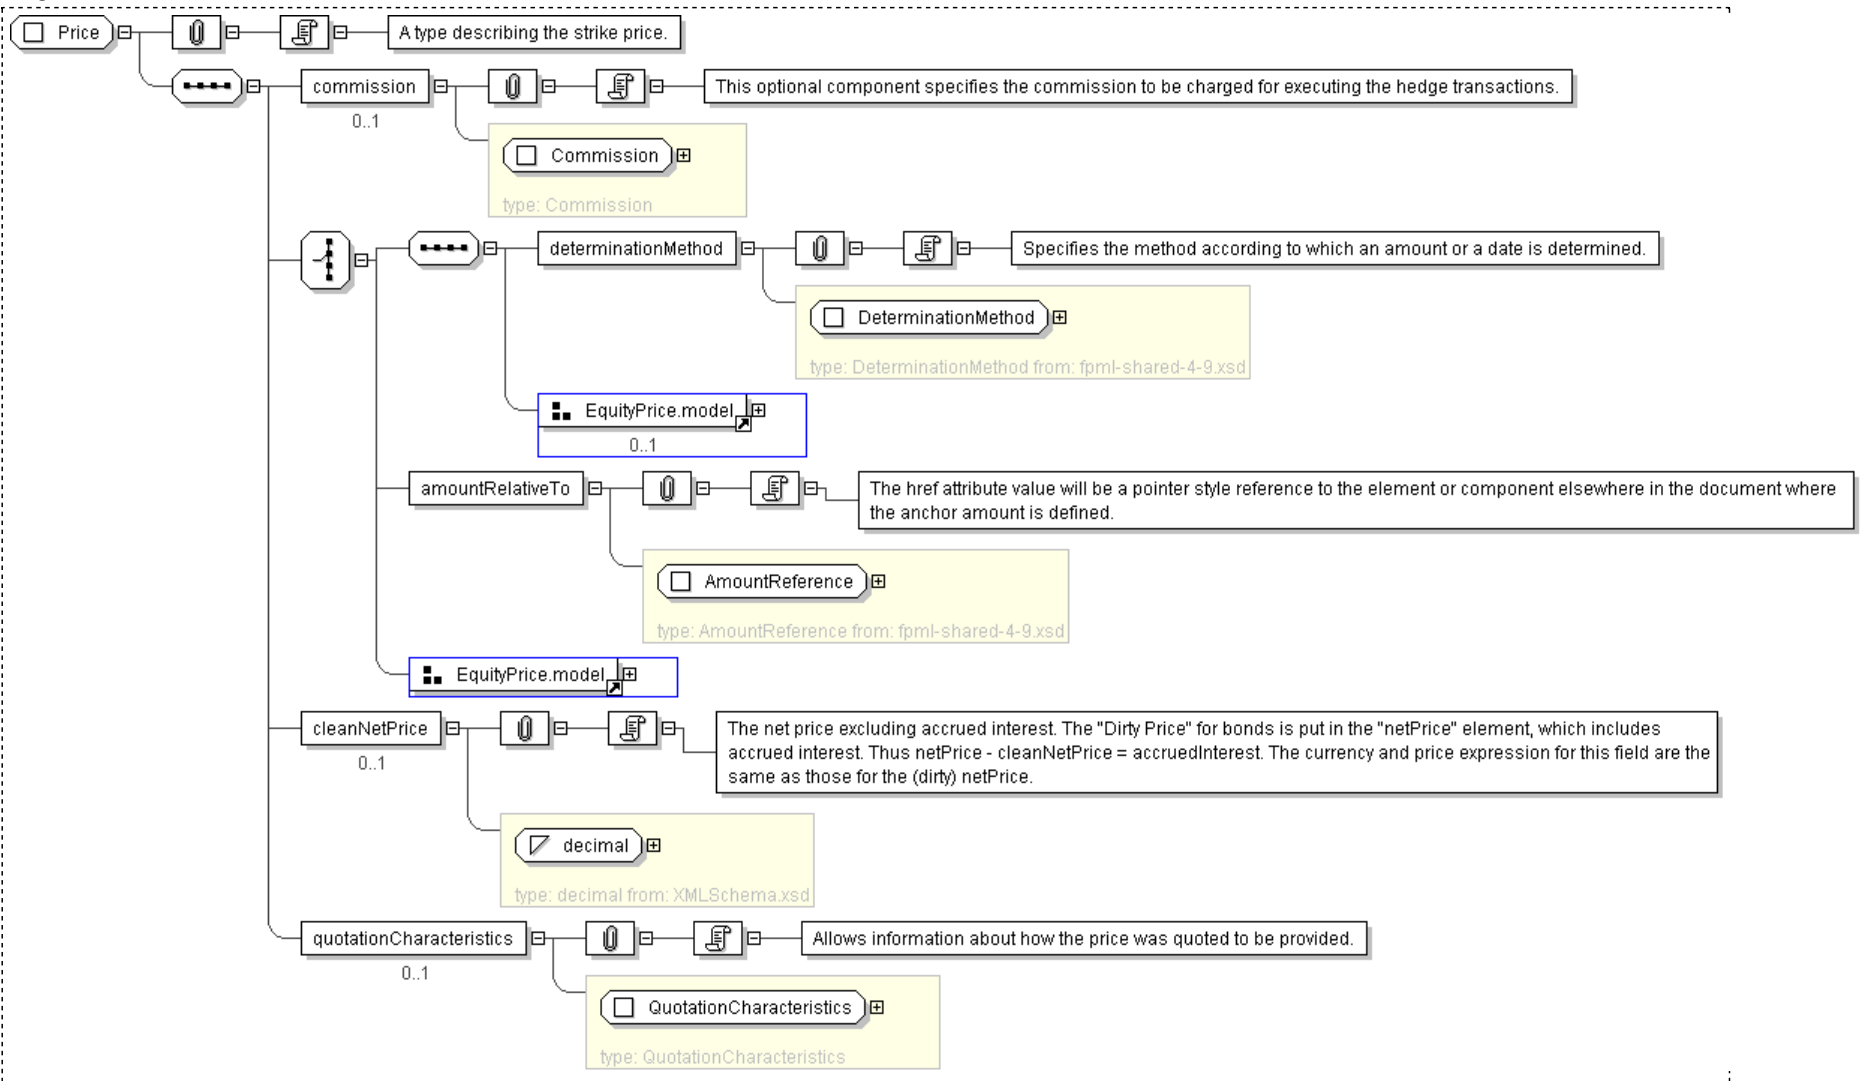 Price
A type describing the strike price.
commission
This optional component specifies the commission to be charged for executing the hedge transactions.
0..1
Commission
type: Commission
determinationMethod
Specifies the method according to which an amount or a date is determined.
DeterminationMethod
type: DeterminationMethod from: fpml-shared-4-9.xsd
EquityPrice.model
0..1
amountRelativeTo
The href attribute value will be a pointer style reference to the element or component elsewhere in the document where
the anchor amount is defined.
AmountReference
type: AmountReference from: fpml-shared-4-9.xsd
EquityPrice.model
cleanNetPrice
0..1
The net price excluding accrued interest. The "Dirty Price" for bonds is put in the "netPrice" element, which includes
accrued interest. Thus netPrice - cleanNetPrice = accruedInterest. The currency and price expression for this field are the
same as those for the (dirty) netPrice.
decimal
type: decimal from: XMLSchema.xsd
quotationCharacteristics
Allows information about how the price was quoted to be provided.
0..1
QuotationCharacteristics
type: QuotationCharacteristics